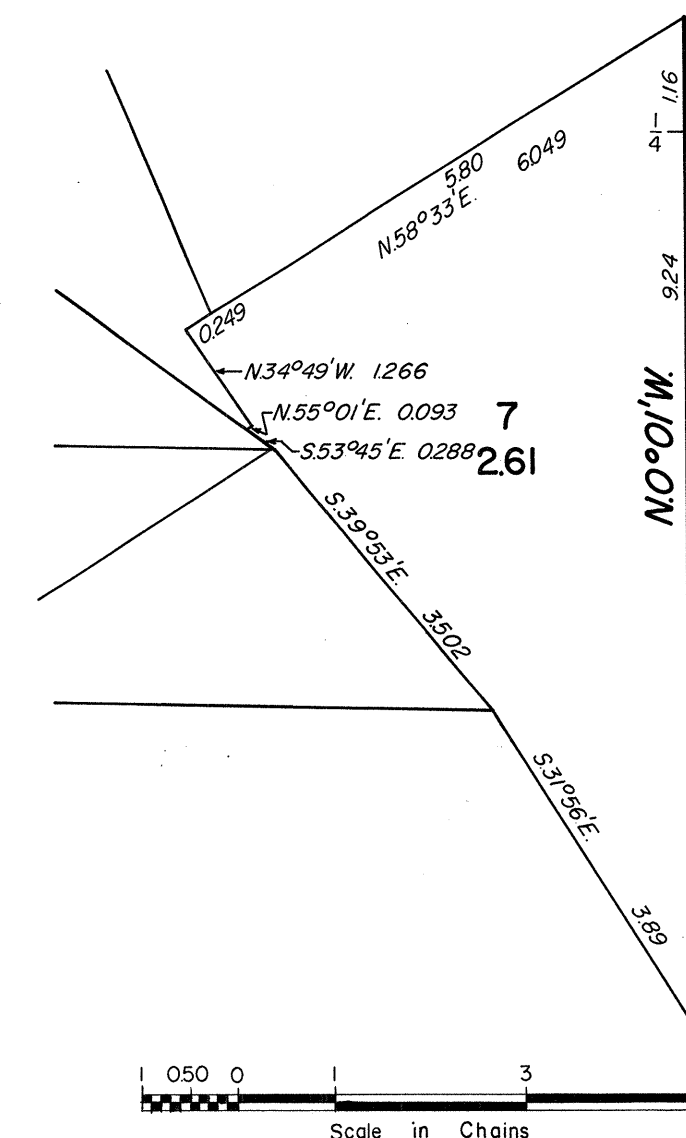 1.16
1/4
5.80 6.049
N.58°33'E.
9.24
0.249
N.34°49'W. 1.266
N.0°01'W.
N.55°01'E. 0.093
7
S.53°45'E. 0.288
2.61
S.39°53'E. 3.502
S.31°56'E. 3.89
1 0.50 0 1 3
Scale in Chains